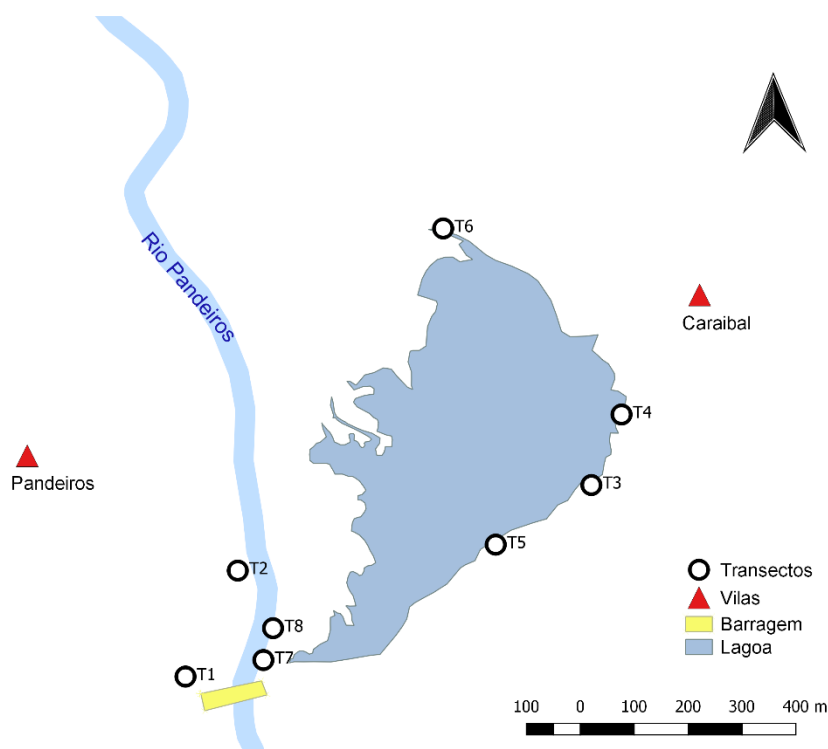 T6
Rio Pandeiros
Caraibal
T4
Pandeiros
T3
T5
T2
Transectos
Vilas
T8
Barragem
T7
Lagoa
T1
100 0 100 200 300 400 m